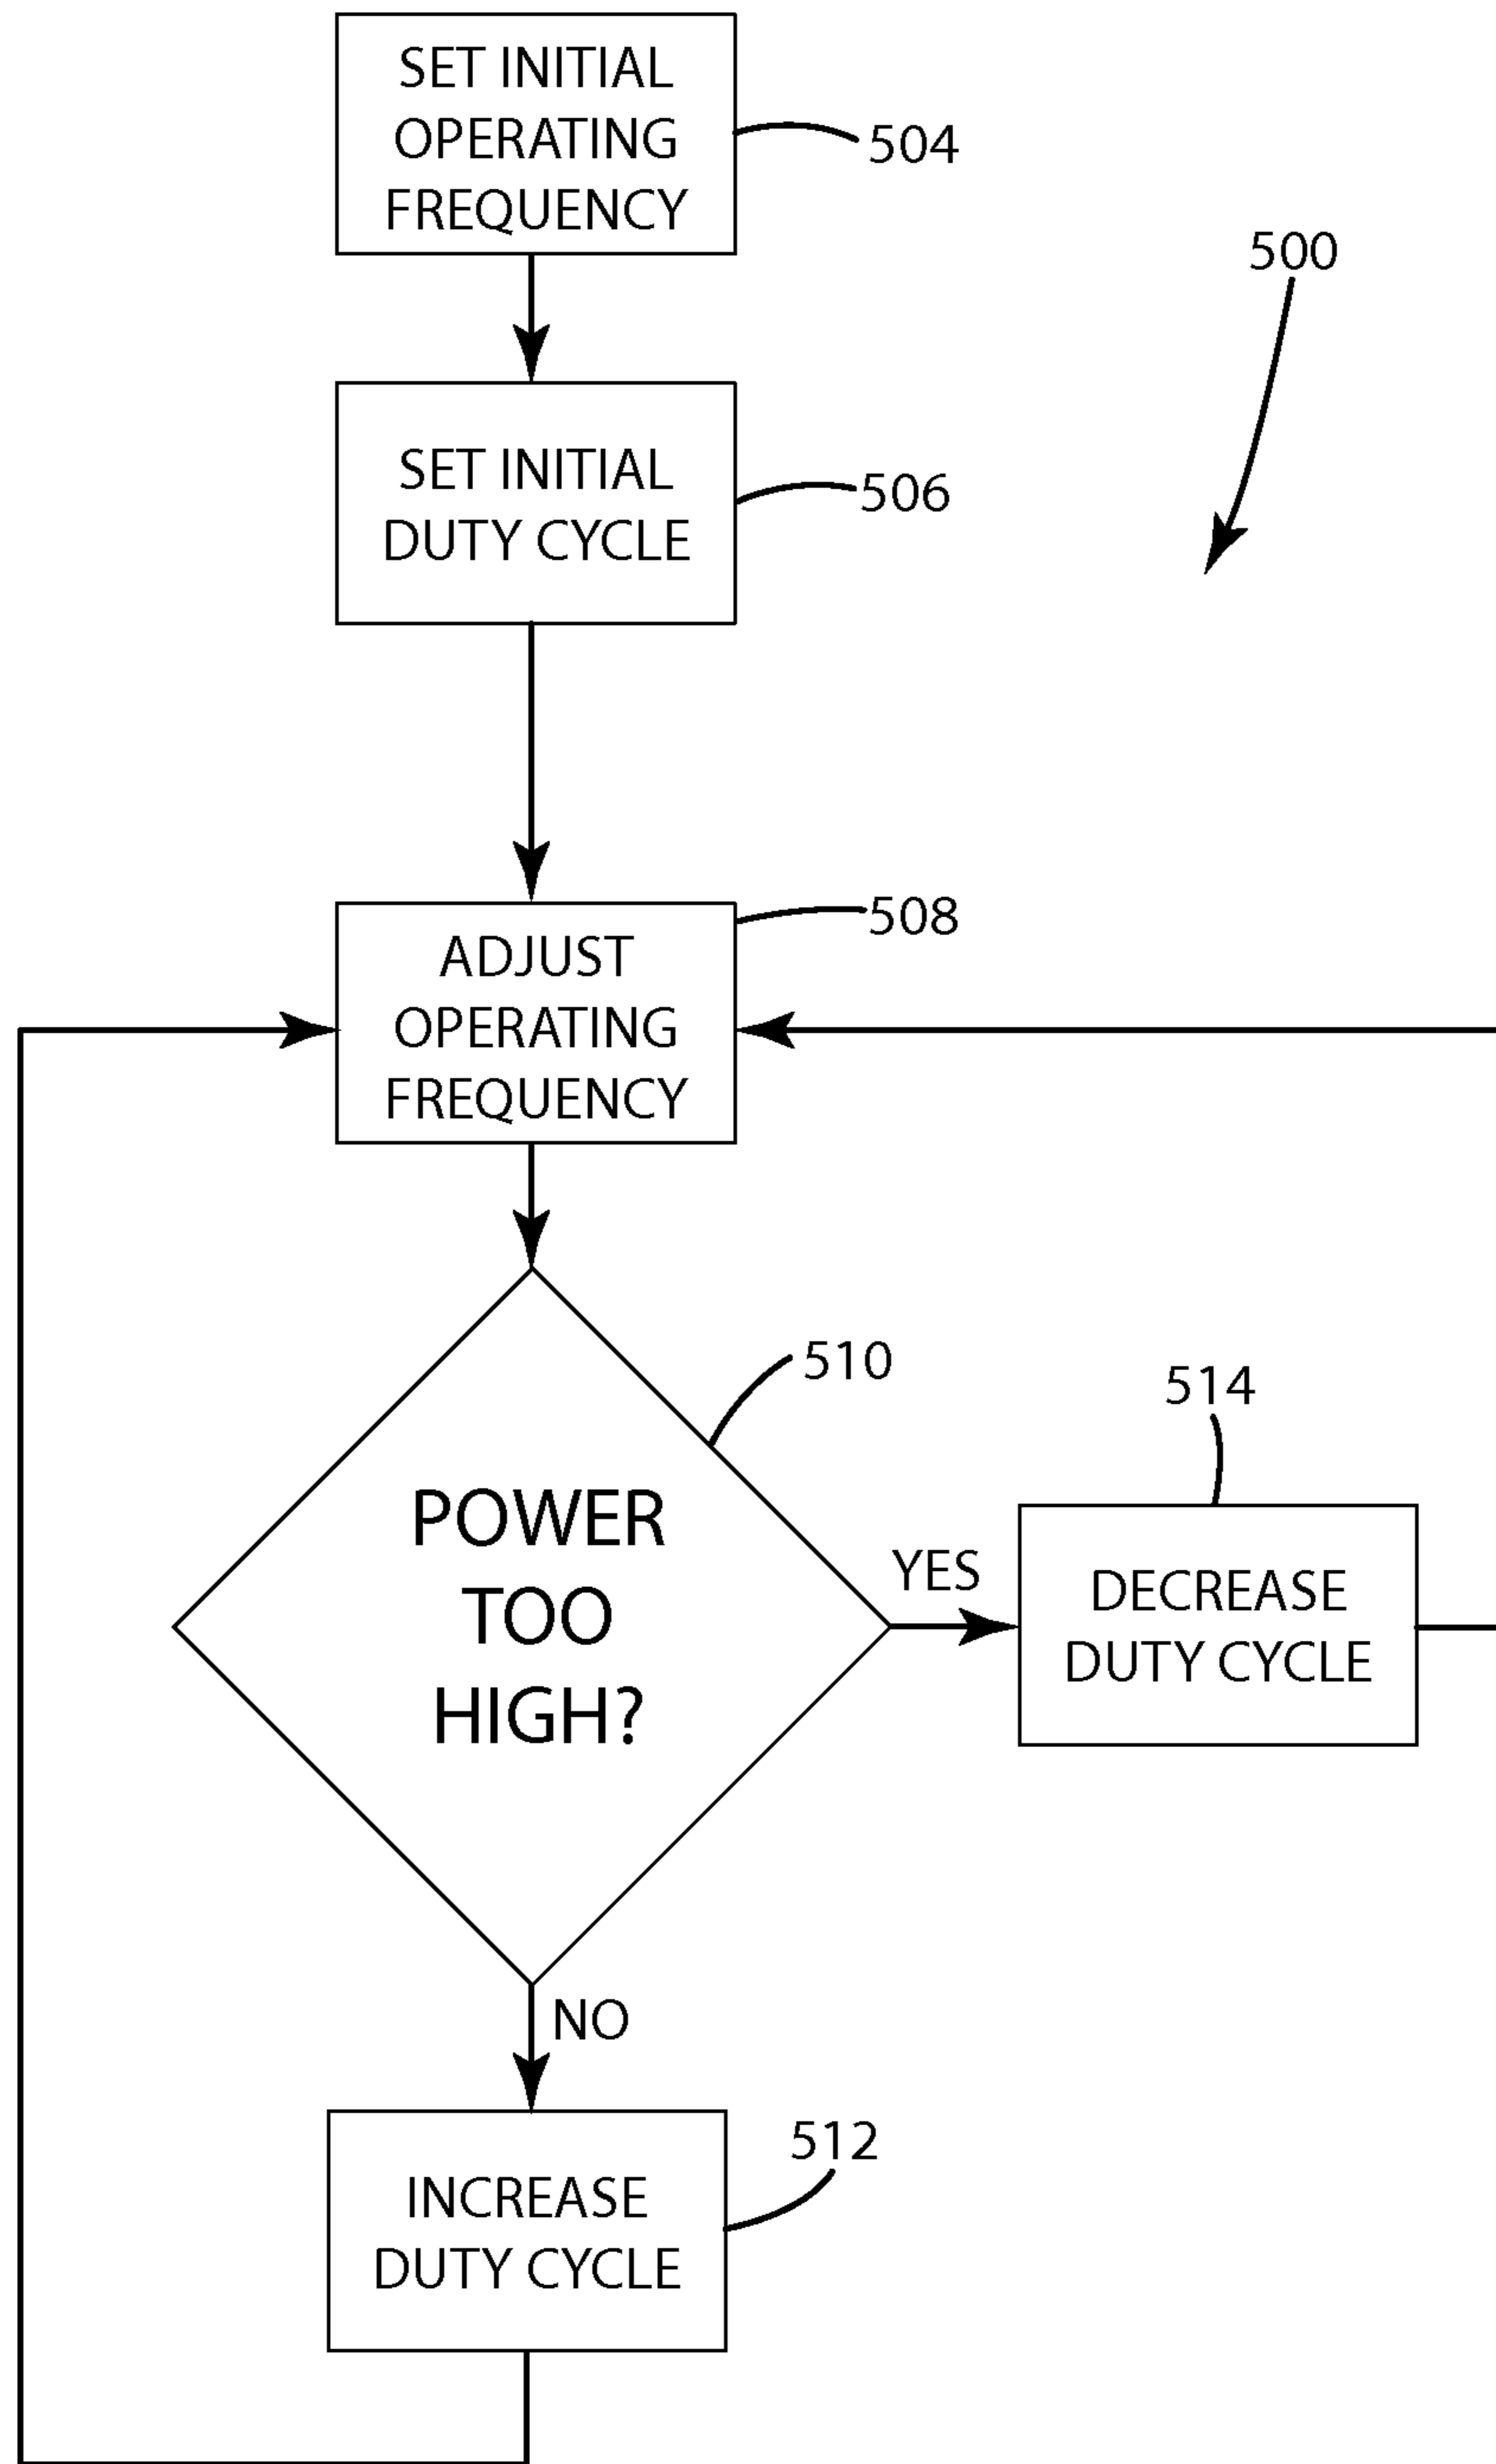 SET INITIAL
OPERATING
FREQUENCY
504
500
SET INITIAL
DUTY CYCLE
506
508
ADJUST
OPERATING
FREQUENCY
510
POWER
TOO
HIGH?
514
YES
DECREASE
DUTY CYCLE
NO
512
INCREASE
DUTY CYCLE